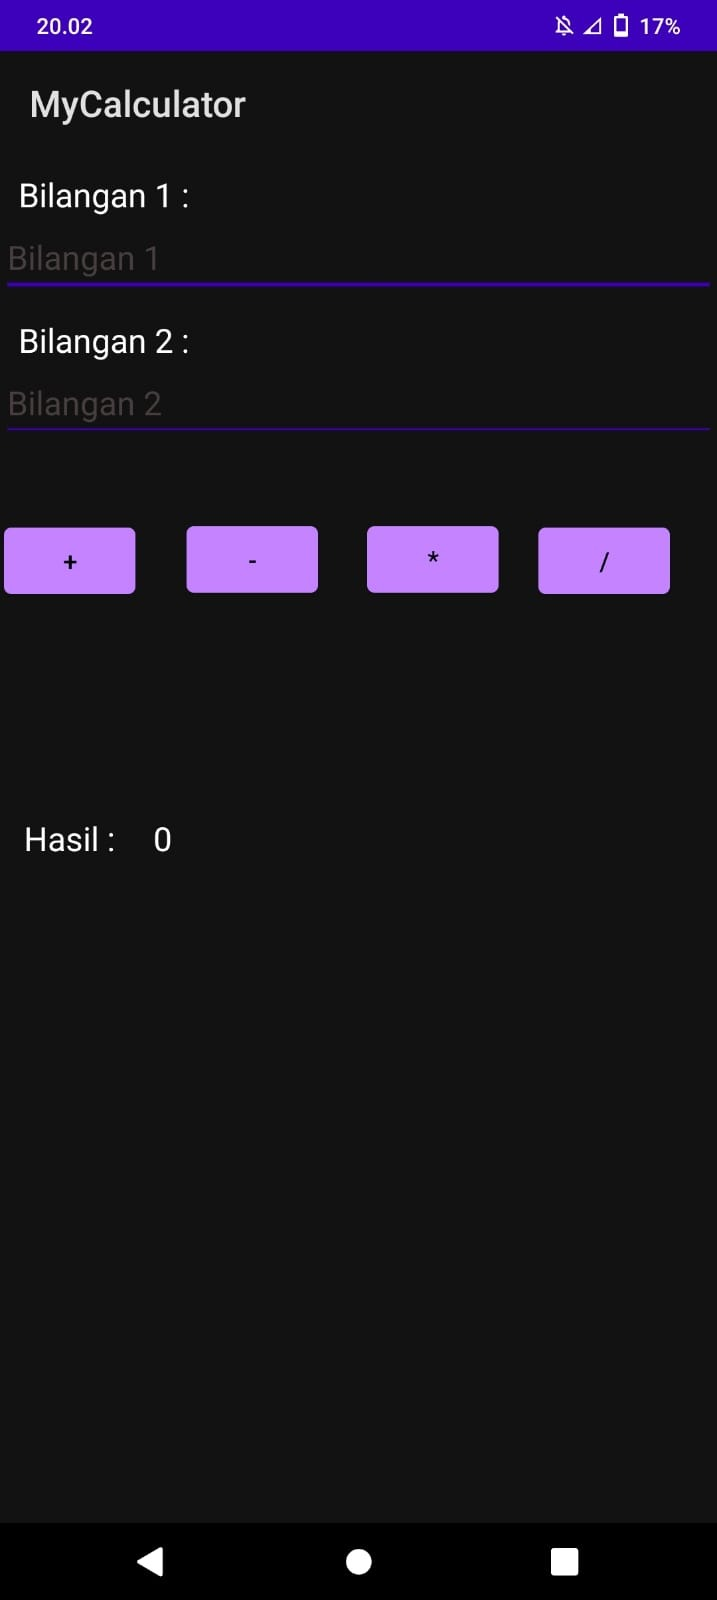 20.02 17%
MyCalculator
Bilangan 1 :
Bilangan 1
Bilangan 2 :
Bilangan 2
+ - * /
Hasil : 0